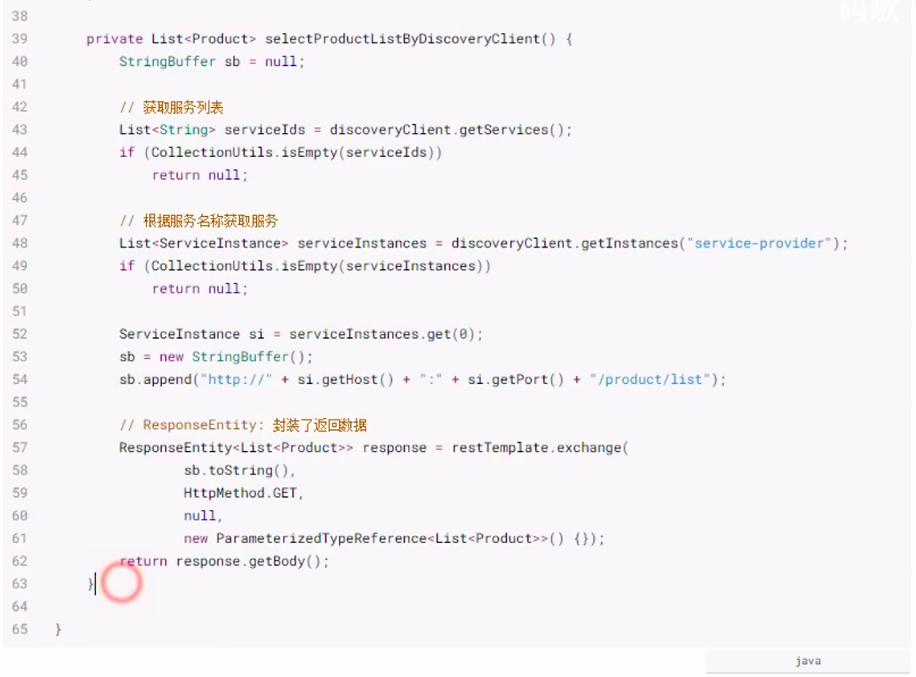 38
39 private List<Product> selectProductListByDiscoveryClient() {
40 StringBuffer sb = null;
41
42 // 获取服务列表
43 List<String> serviceIds = discoveryClient.getServices();
44 if (CollectionUtils.isEmpty(serviceIds))
45 return null;
46
47 // 根据服务名称获取服务
48 List<ServiceInstance> serviceInstances = discoveryClient.getInstances("service-provider");
49 if (CollectionUtils.isEmpty(serviceInstances))
50 return null;
51
52 ServiceInstance si = serviceInstances.get(0);
53 sb = new StringBuffer();
54 sb.append("http://" + si.getHost() + ":" + si.getPort() + "/product/list");
55
56 // ResponseEntity: 封装了返回数据
57 ResponseEntity<List<Product>> response = restTemplate.exchange(
58 sb.toString(),
59 HttpMethod.GET,
60 null,
61 new ParameterizedTypeReference<List<Product>>() {});
62 return response.getBody();
63 }
64
65 }
java